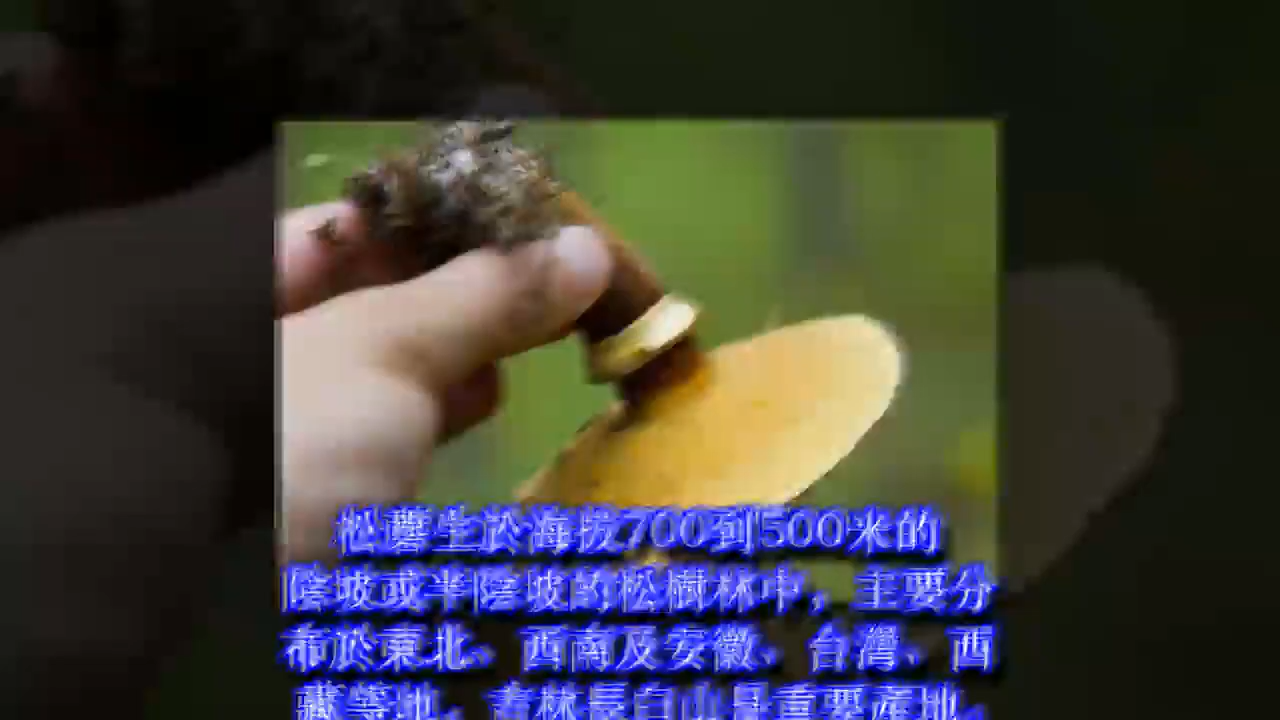 松蘑生於海拔700到500米的
陰坡或半陰坡的松樹林中，主要分
布於東北、西南及安徽、台灣、西
藏等地，吉林長白山是重要產地。